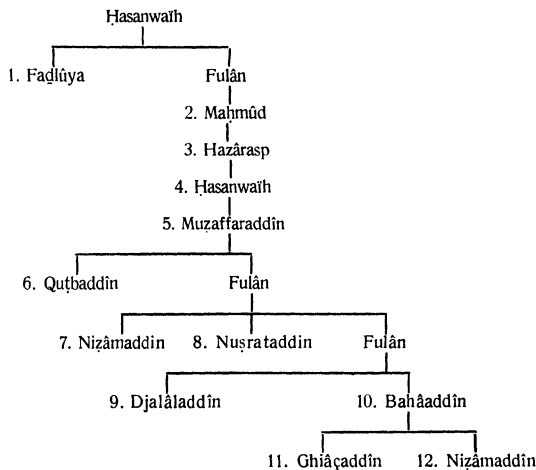 Ḥasanwaïh
1. Faḍlûya Fulân
2. Maḥmûd
3. Hazârasp
4. Ḥasanwaïh
5. Muẓaffaraddîn
6. Quṭbaddîn Fulân
7. Niẓâmaddin 8. Nuṣrataddin Fulân
9. Djalâladdîn 10. Bahâaddîn
11. Ghiâçaddîn 12. Niẓâmaddîn